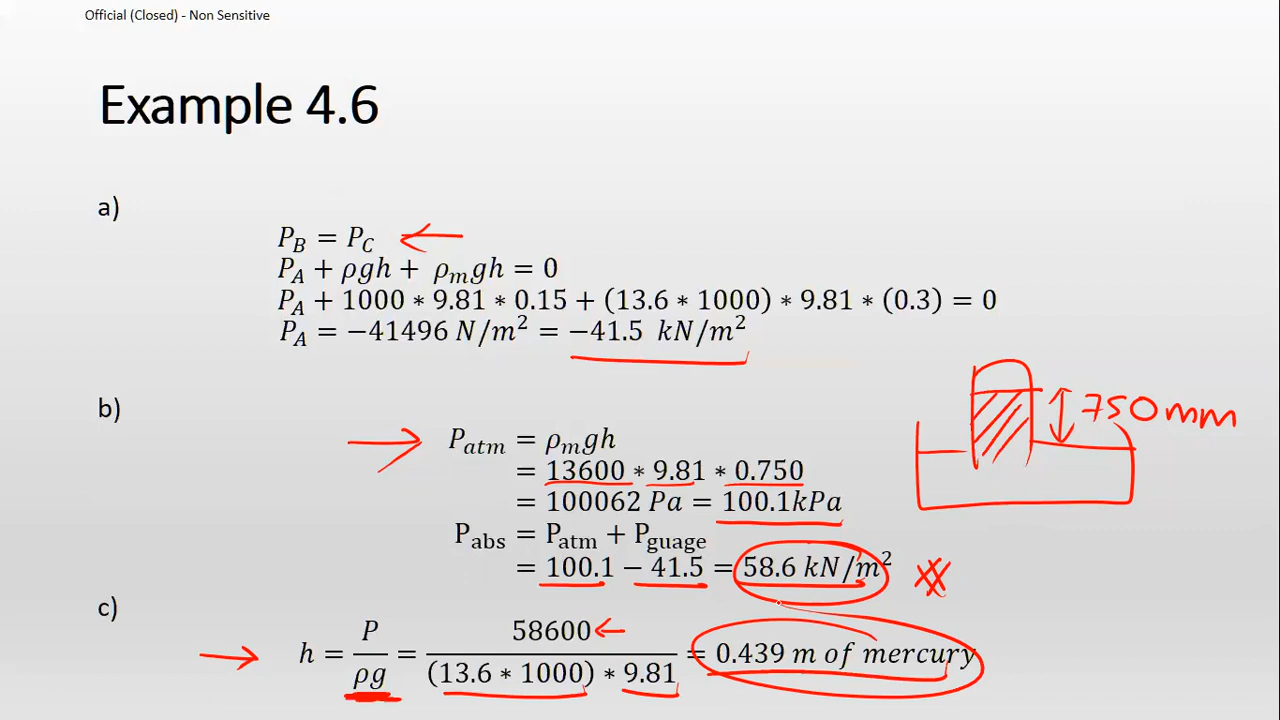 Official (Closed) - Non Sensitive
Example 4.6
a)
P_B = P_C
P_A + ρgh + ρ_mgh = 0
P_A + 1000 * 9.81 * 0.15 + (13.6 * 1000) * 9.81 * (0.3) = 0
P_A = −41496 N/m² = −41.5 kN/m²
b)
P_atm = ρ_mgh
= 13600 * 9.81 * 0.750
= 100062 Pa = 100.1kPa
P_abs = P_atm + P_guage
= 100.1 − 41.5 = 58.6 kN/m²
750mm
c)
h = P/ρg = 58600/((13.6 * 1000) * 9.81) = 0.439 m of mercury